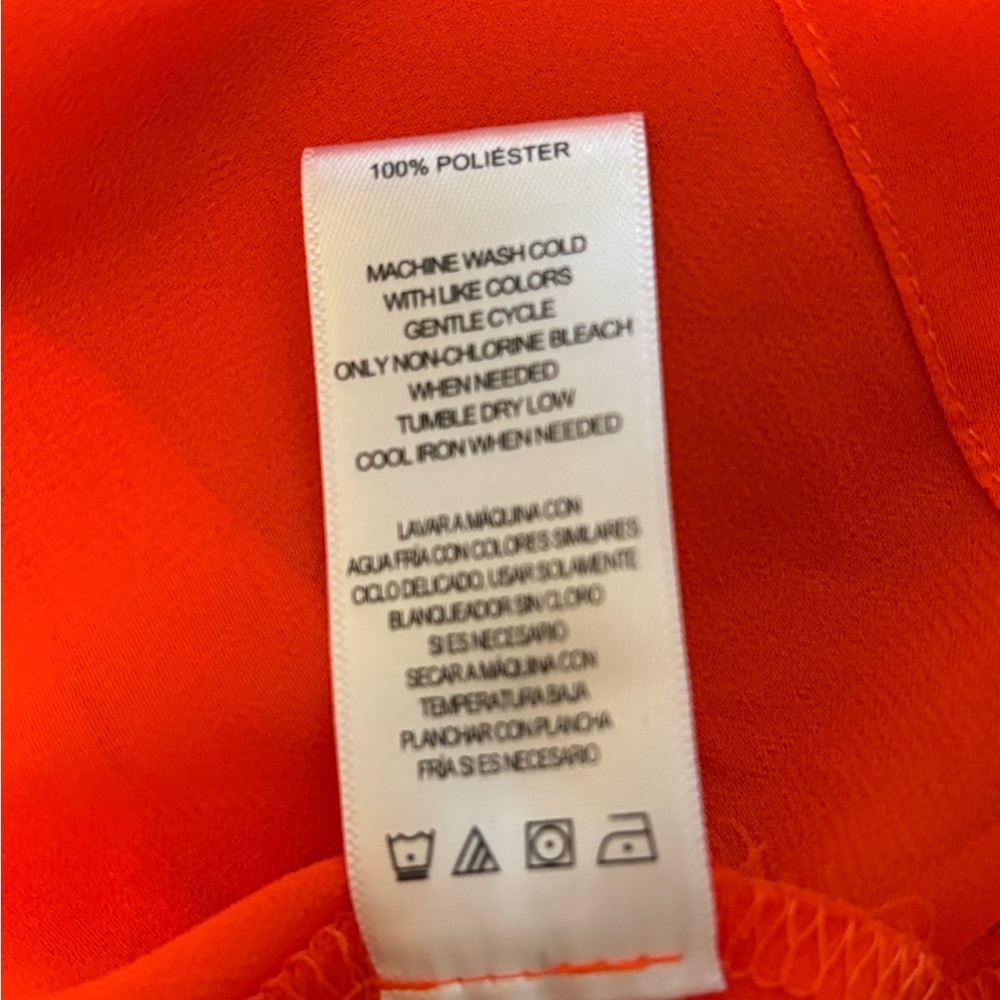 100% POLIÉSTER
MACHINE WASH COLD
WITH LIKE COLORS
GENTLE CYCLE
ONLY NON-CHLORINE BLEACH
WHEN NEEDED
TUMBLE DRY LOW
COOL IRON WHEN NEEDED
LAVAR A MÁQUINA CON
AGUA FRÍA CON COLORES SIMILARES
CICLO DELICADO, USAR SOLAMENTE
BLANQUEADOR SIN CLORO
SI ES NECESARIO
SECAR A MÁQUINA CON
TEMPERATURA BAJA
PLANCHAR CON PLANCHA
FRÍA SI ES NECESARIO